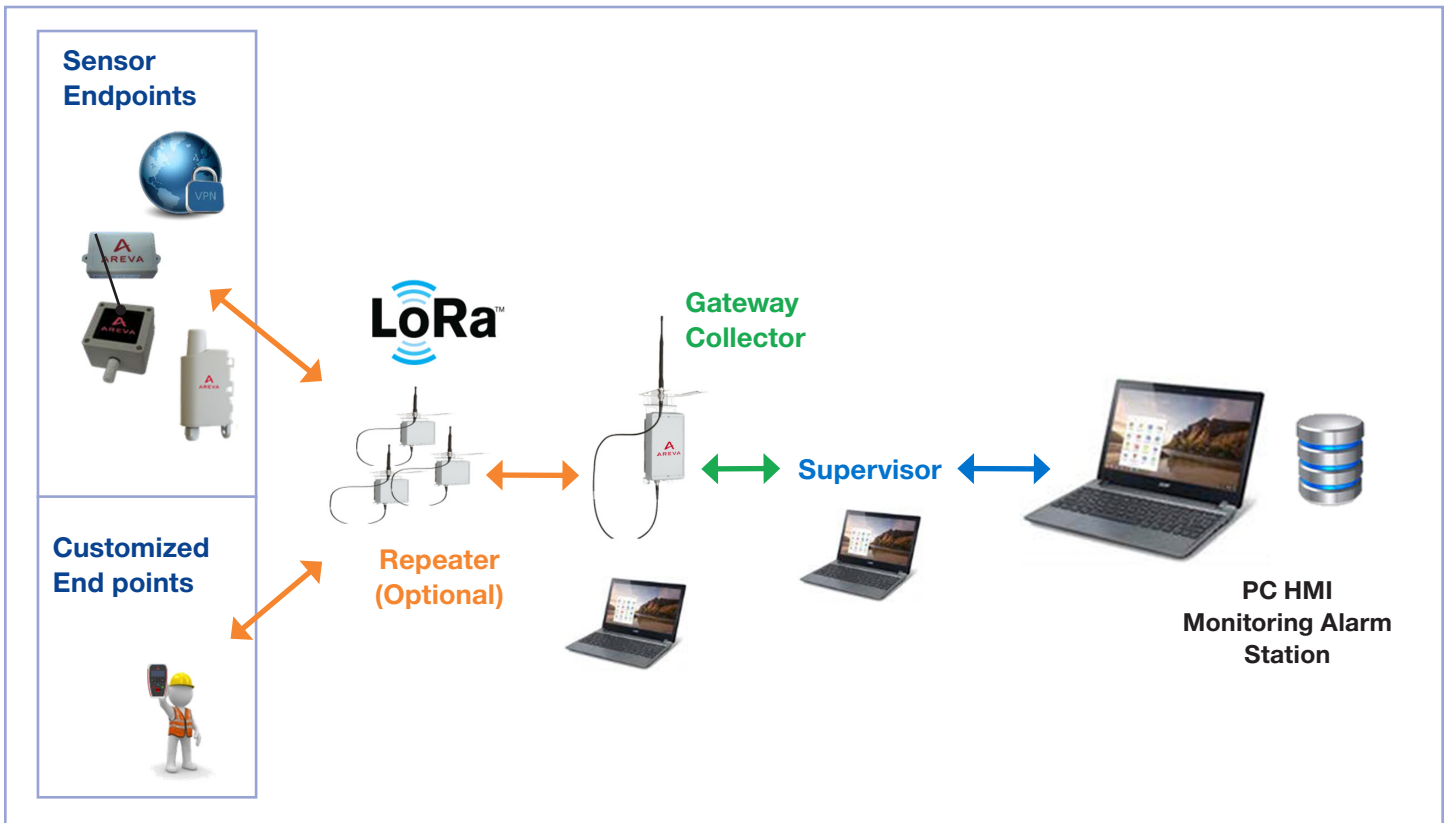 Sensor
Endpoints
VPN
AREVA
AREVA
AREVA
LoRa™
Gateway
Collector
AREVA
Supervisor
Repeater
(Optional)
Customized
End points
PC HMI
Monitoring Alarm
Station